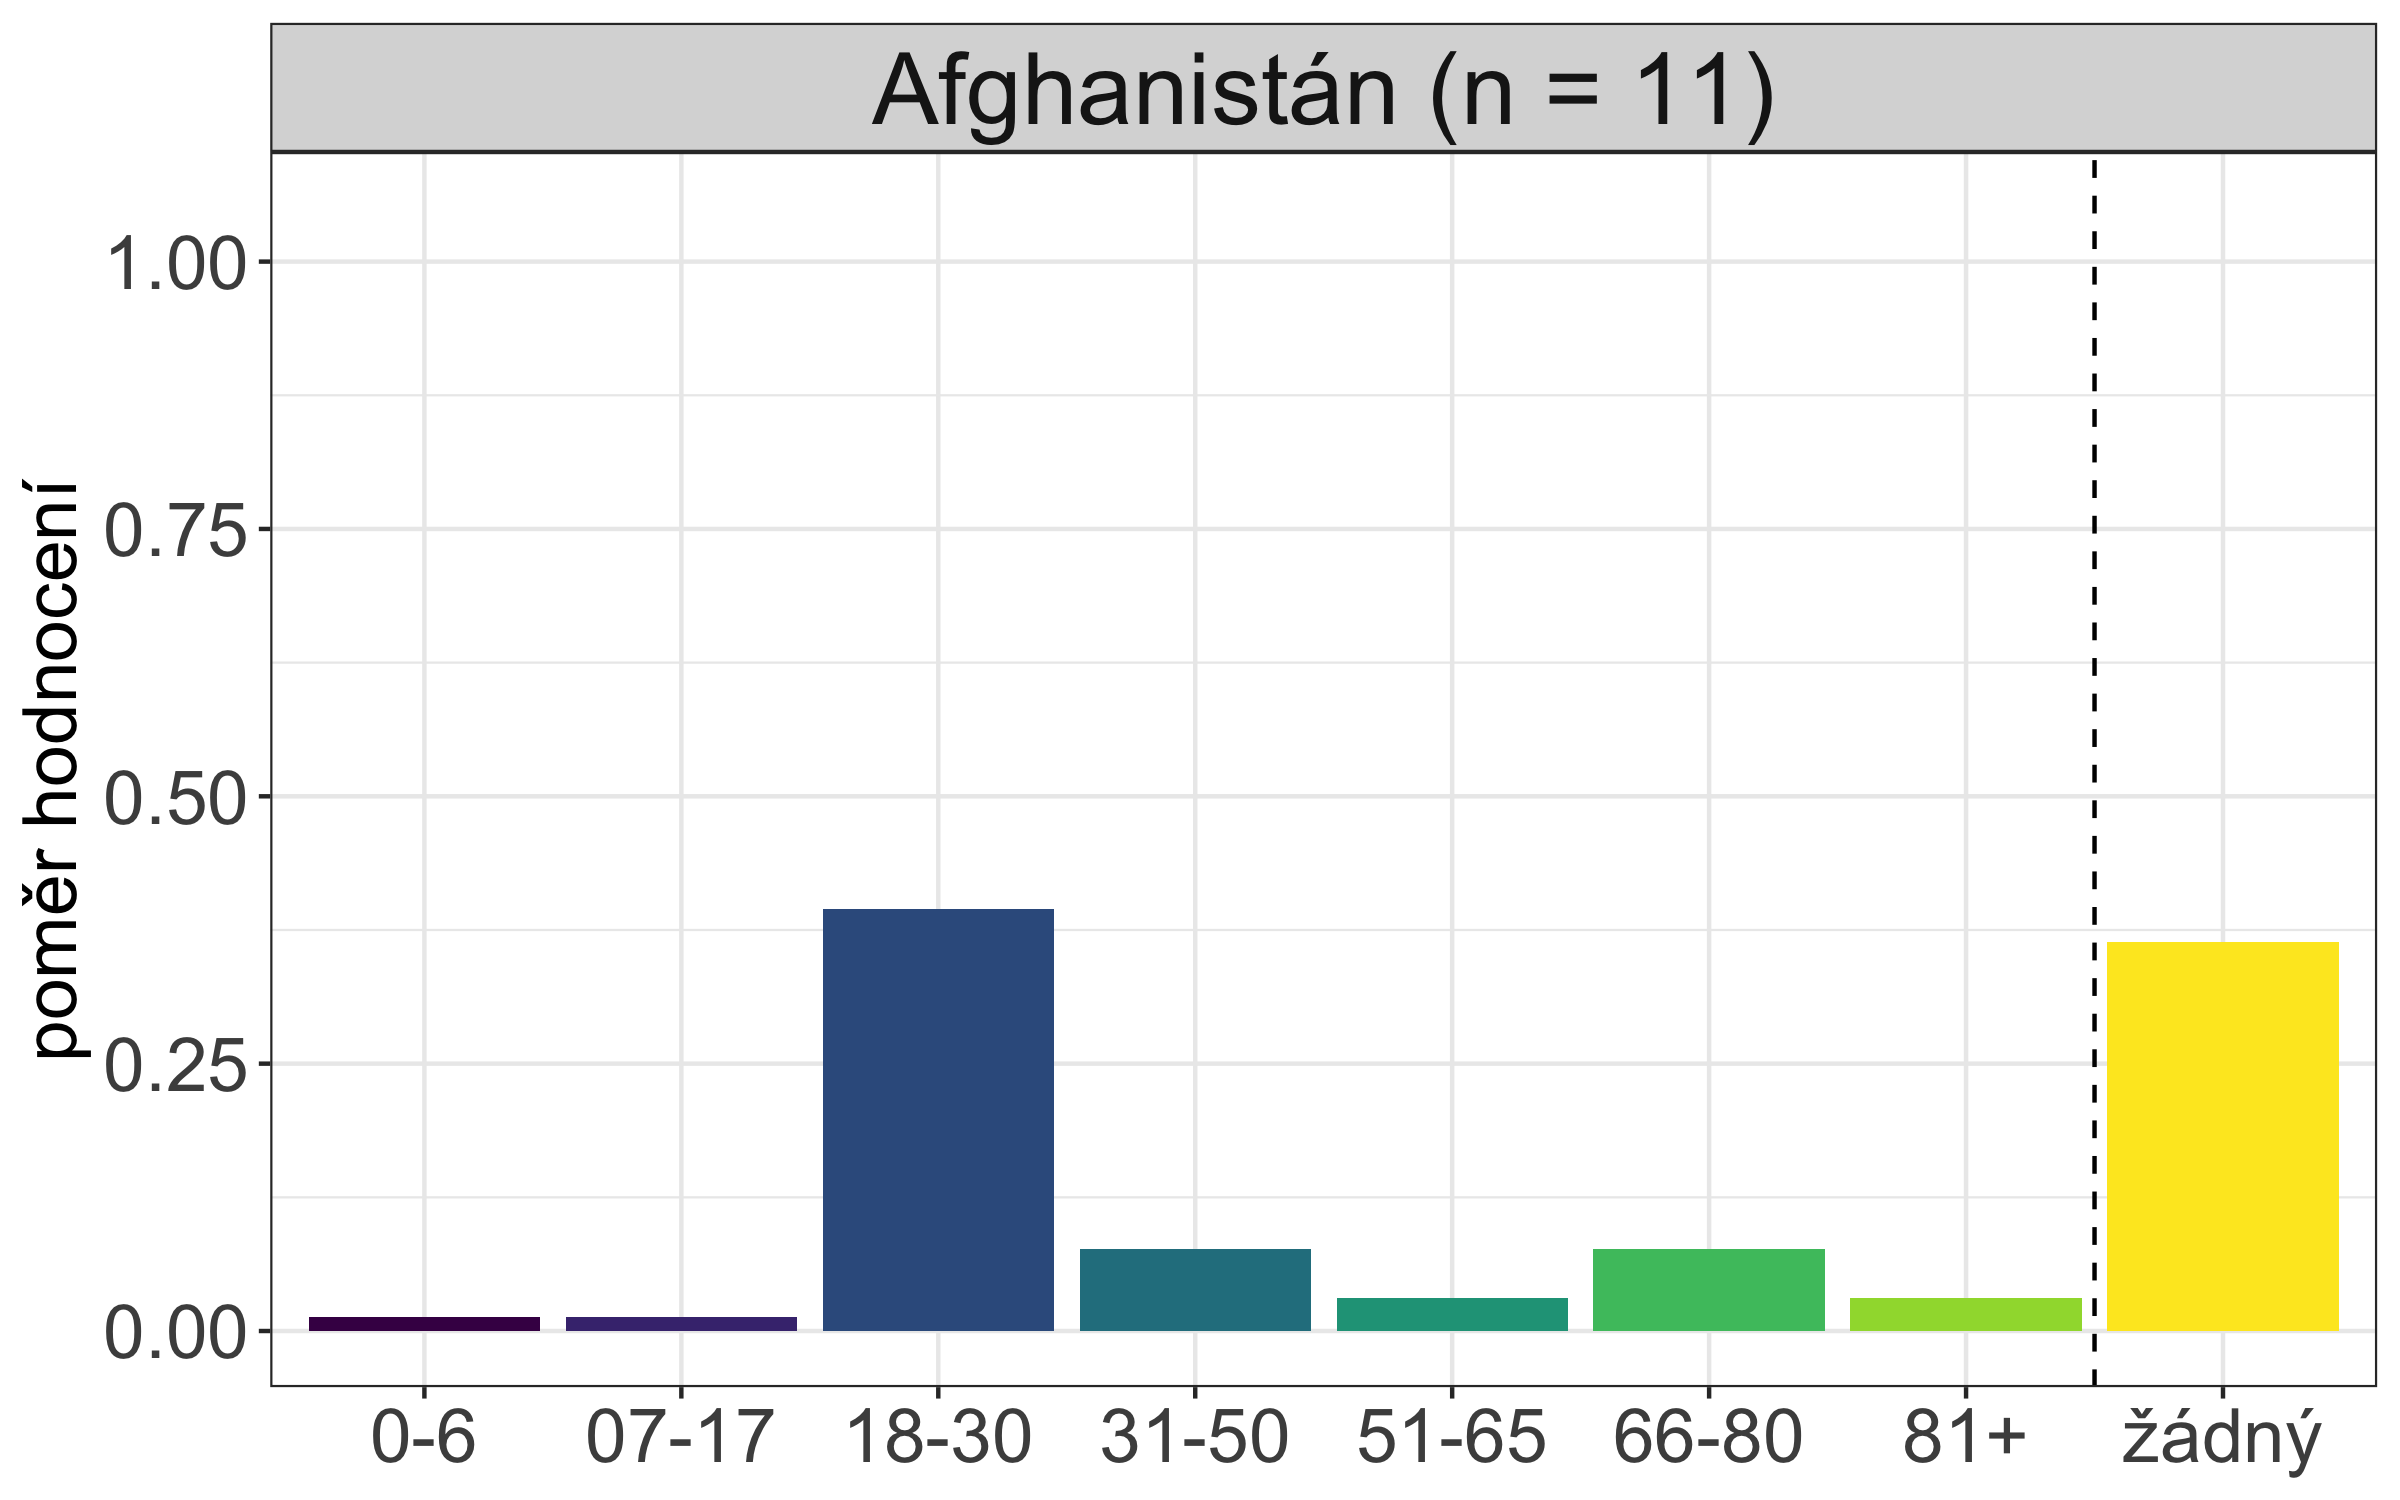 Afghanistán (n = 11)
poměr hodnocení
1.00
0.75
0.50
0.25
0.00
0-6 07-17 18-30 31-50 51-65 66-80 81+ žádný